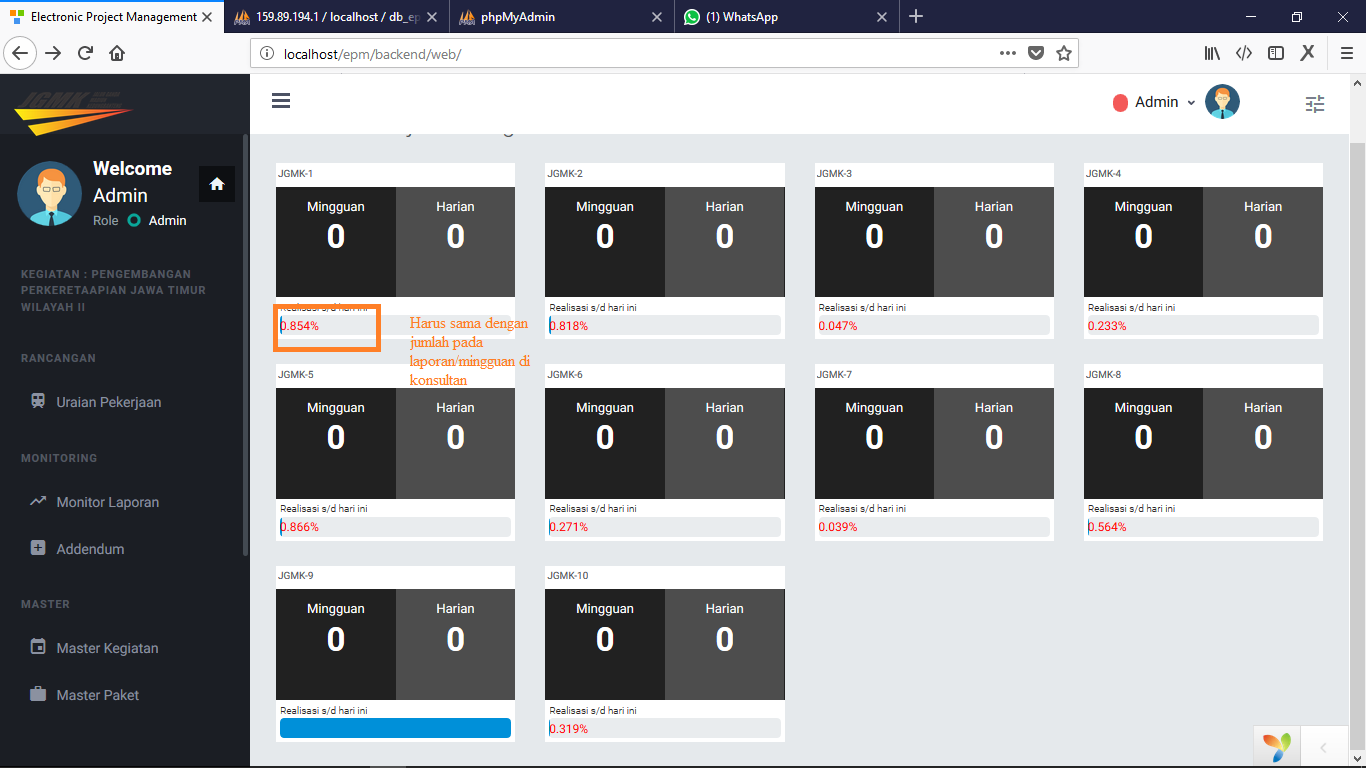 Electronic Project Management
159.89.194.1 / localhost / db_ep
phpMyAdmin
(1) WhatsApp
localhost/epm/backend/web/
JGMK
Admin
Welcome
Admin
Role Admin
KEGIATAN : PENGEMBANGAN
PERKERETAAPIAN JAWA TIMUR
WILAYAH II
RANCANGAN
Uraian Pekerjaan
MONITORING
Monitor Laporan
Addendum
MASTER
Master Kegiatan
Master Paket
JGMK-1
Mingguan Harian
0 0
Realisasi s/d hari ini
0.854%
Harus sama dengan
jumlah pada
laporan/mingguan di
konsultan
JGMK-2
Mingguan Harian
0 0
Realisasi s/d hari ini
0.818%
JGMK-3
Mingguan Harian
0 0
Realisasi s/d hari ini
0.047%
JGMK-4
Mingguan Harian
0 0
Realisasi s/d hari ini
0.233%
JGMK-5
Mingguan Harian
0 0
Realisasi s/d hari ini
0.866%
JGMK-6
Mingguan Harian
0 0
Realisasi s/d hari ini
0.271%
JGMK-7
Mingguan Harian
0 0
Realisasi s/d hari ini
0.039%
JGMK-8
Mingguan Harian
0 0
Realisasi s/d hari ini
0.564%
JGMK-9
Mingguan Harian
0 0
Realisasi s/d hari ini
JGMK-10
Mingguan Harian
0 0
Realisasi s/d hari ini
0.319%